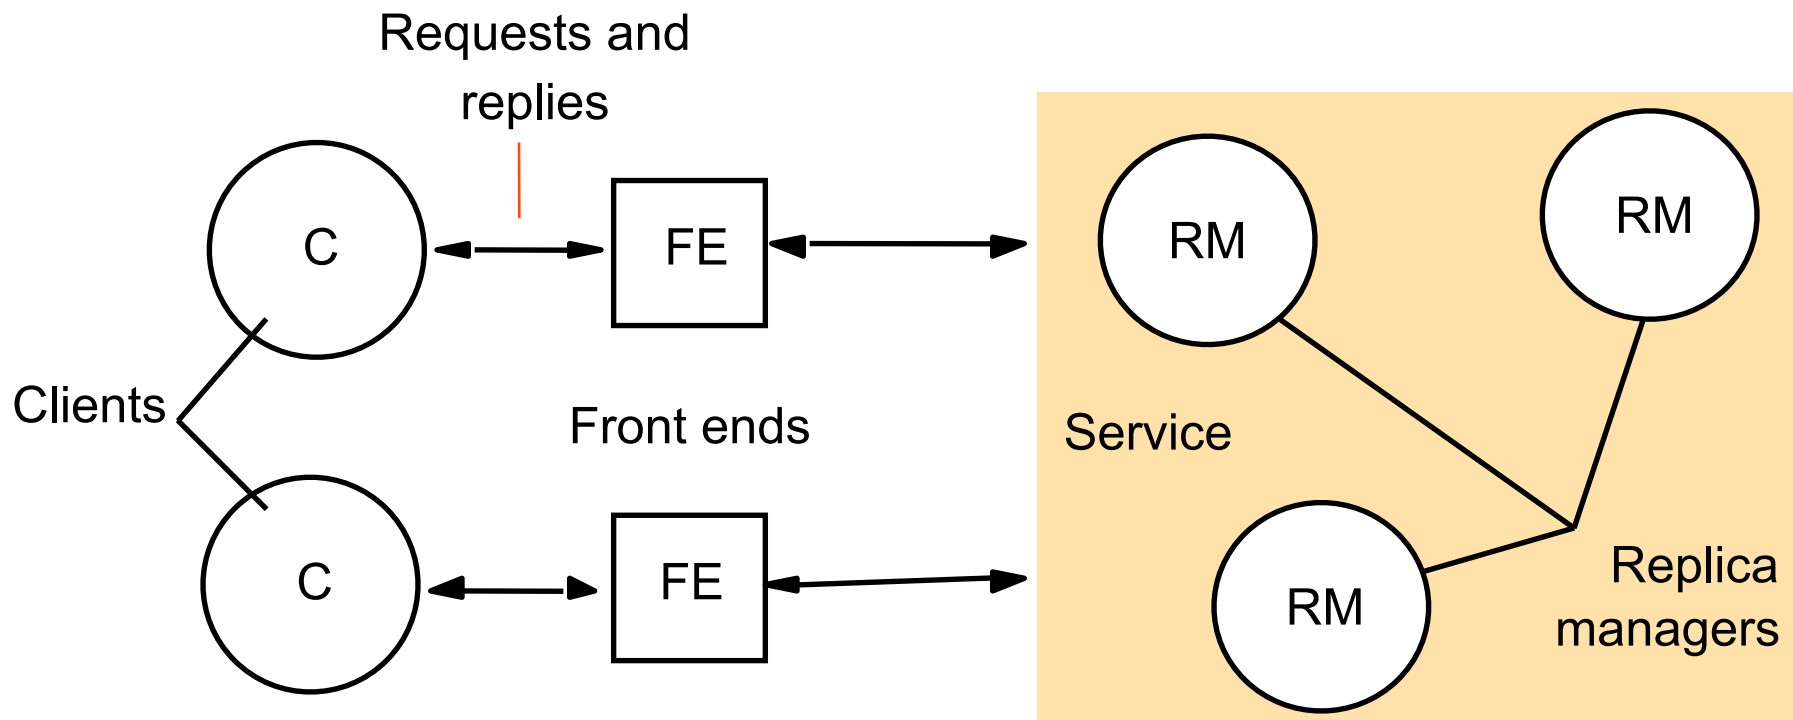 Requests and
replies
C
FE
RM
RM
Clients
Front ends
Service
C
FE
RM
Replica
managers